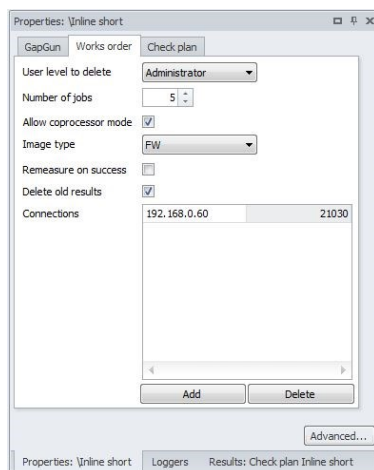 Properties: \Inline short
GapGun Works order Check plan
User level to delete Administrator
Number of jobs 5
Allow coprocessor mode
Image type FW
Remeasure on success
Delete old results
Connections 192.168.0.60 21030
Add Delete
Advanced...
Properties: \Inline short Loggers Results: Check plan Inline short